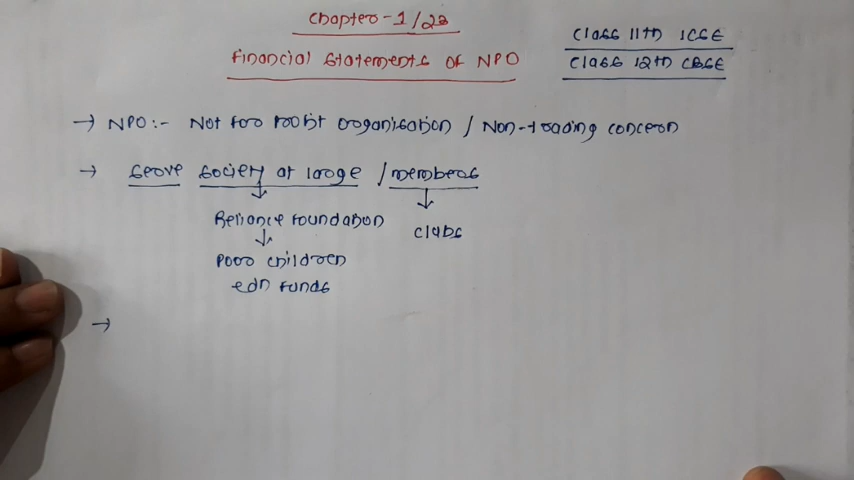 Chapter-1/23
Financial Statements of NPO
Class 11th ICSE
Class 12th CBSE
→ NPO:- Not for profit organisation / Non-trading concern
→ Serve society at large / members
Reliance foundation
clubs
poor children
edn funds
→